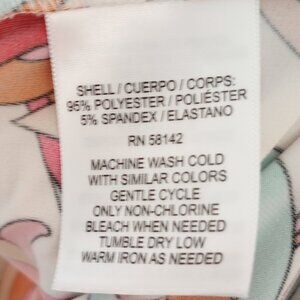 SHELL / CUERPO / CORPS:
95% POLYESTER / POLIÉSTER
5% SPANDEX / ELASTANO
RN 58142
MACHINE WASH COLD
WITH SIMILAR COLORS
GENTLE CYCLE
ONLY NON-CHLORINE
BLEACH WHEN NEEDED
TUMBLE DRY LOW
WARM IRON AS NEEDED